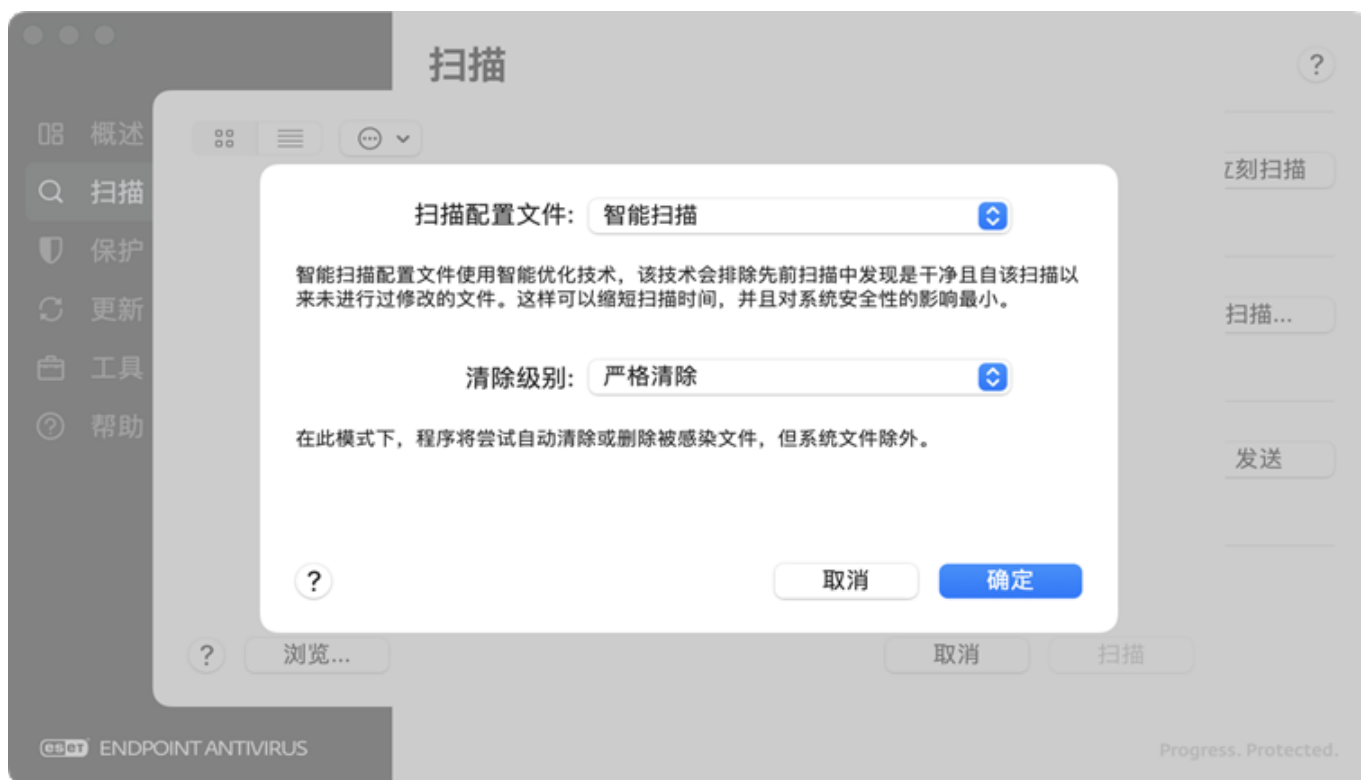 扫描
?
概述
扫描
保护
更新
工具
帮助
立刻扫描
扫描...
发送
扫描配置文件: 智能扫描
智能扫描配置文件使用智能优化技术，该技术会排除先前扫描中发现是干净且自该扫描以
来未进行过修改的文件。这样可以缩短扫描时间，并且对系统安全性的影响最小。
清除级别: 严格清除
在此模式下，程序将尝试自动清除或删除被感染文件，但系统文件除外。
? 取消 确定
? 浏览... 取消 扫描
eset ENDPOINT ANTIVIRUS
Progress. Protected.